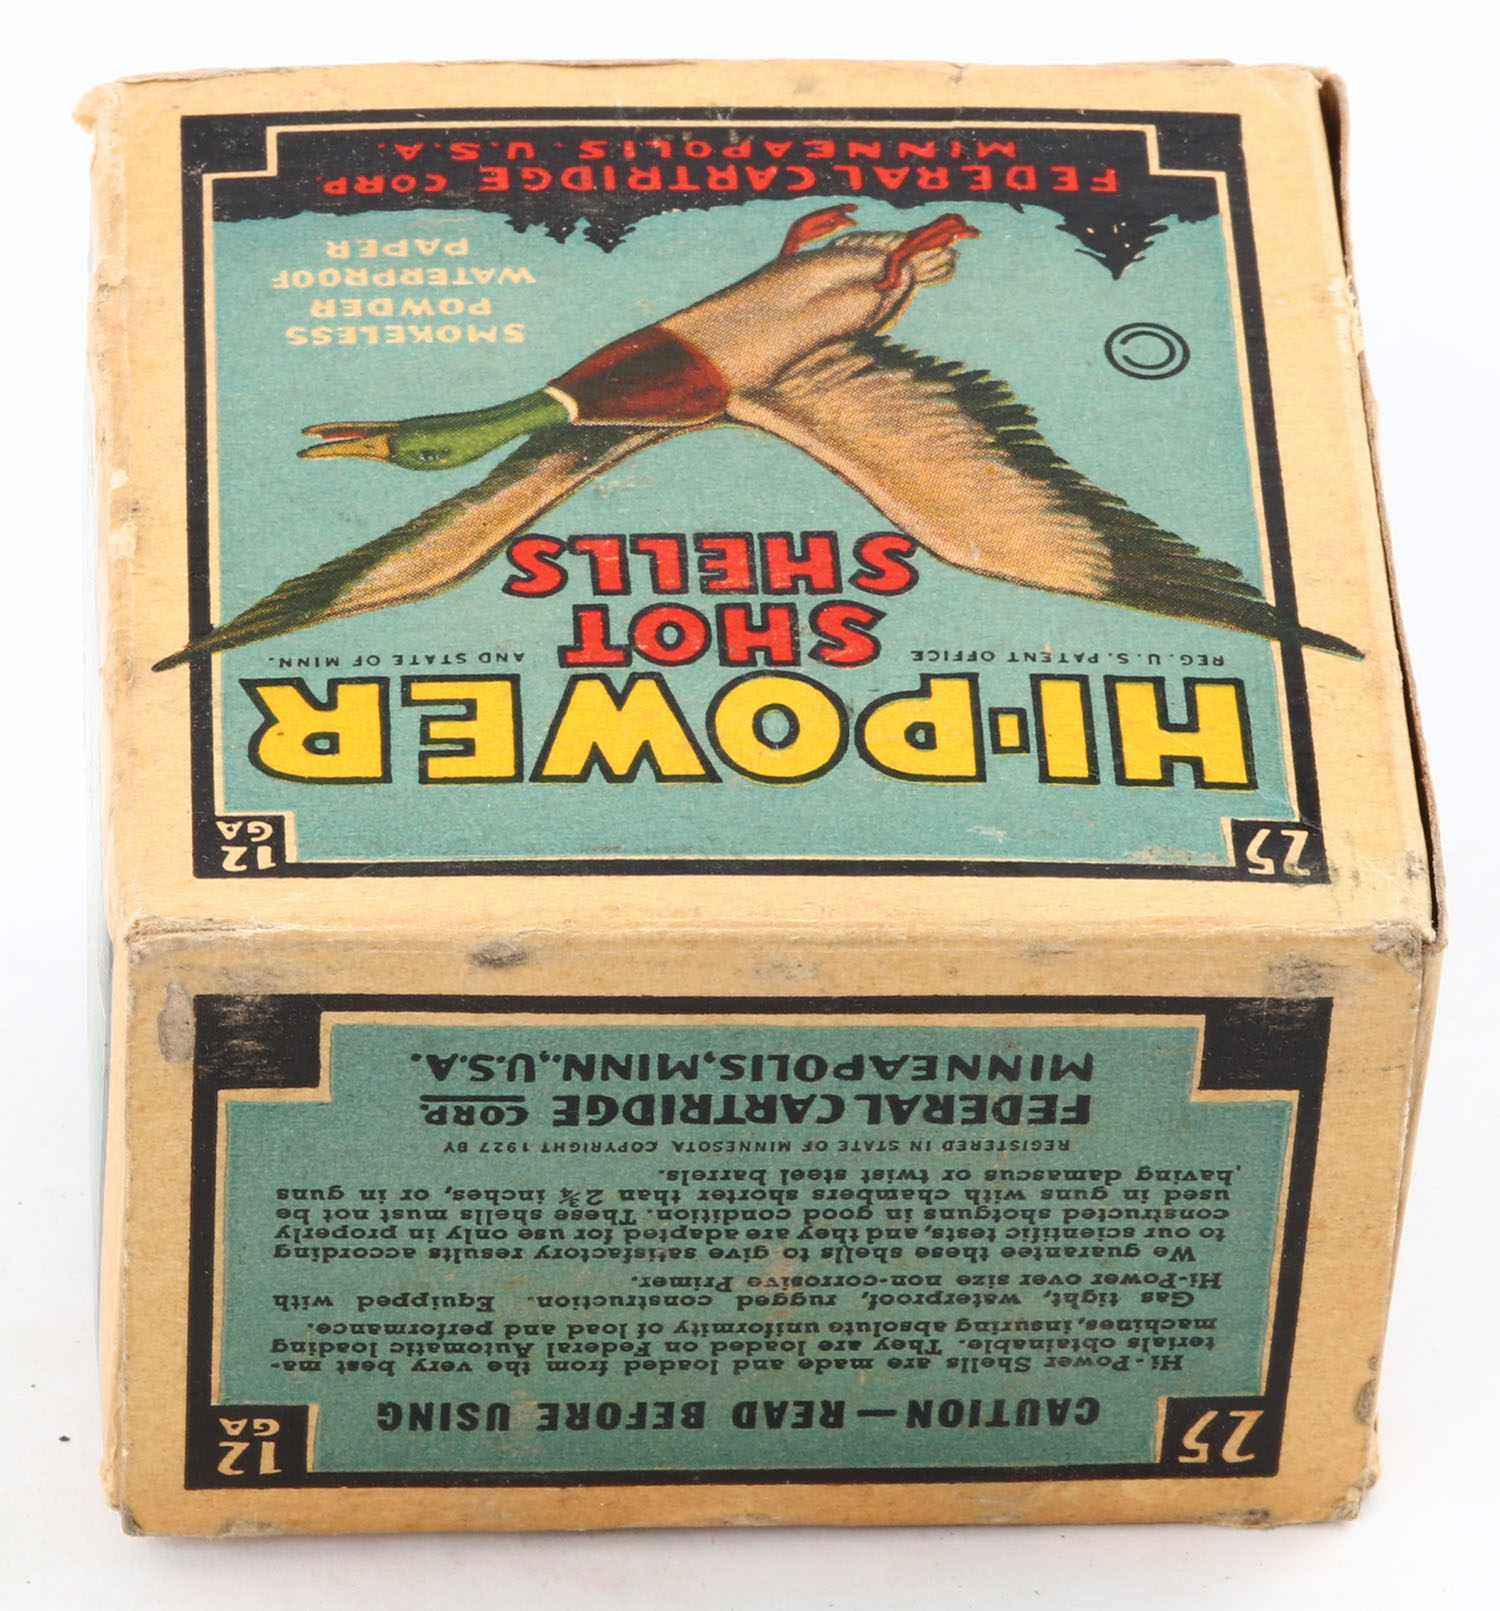 25
12
GA
HI-POWER
REG. U.S. PATENT OFFICE
AND STATE OF MINN.
SHOT
SHELLS
SMOKELESS
POWDER
WATERPROOF
PAPER
FEDERAL CARTRIDGE CORP.
MINNEAPOLIS. U.S.A.
25
12
GA
CAUTION—READ BEFORE USING
Hi-Power Shells are made and loaded from the very best ma-
terials obtainable. They are loaded on Federal Automatic loading
machines, insuring absolute uniformity of load and performance.
Gas tight, waterproof, rugged construction. Equipped with
Hi-Power over size non-corrosive Primer.
We guarantee these shells to give satisfactory results according
to our scientific tests, and they are adapted for use only in properly
constructed shotguns in good condition. These shells must not be
used in guns with chambers shorter than 2¾ inches, or in guns
having damascus or twist steel barrels.
REGISTERED IN STATE OF MINNESOTA COPYRIGHT 1927 BY
FEDERAL CARTRIDGE CORP.
MINNEAPOLIS, MINN., U.S.A.